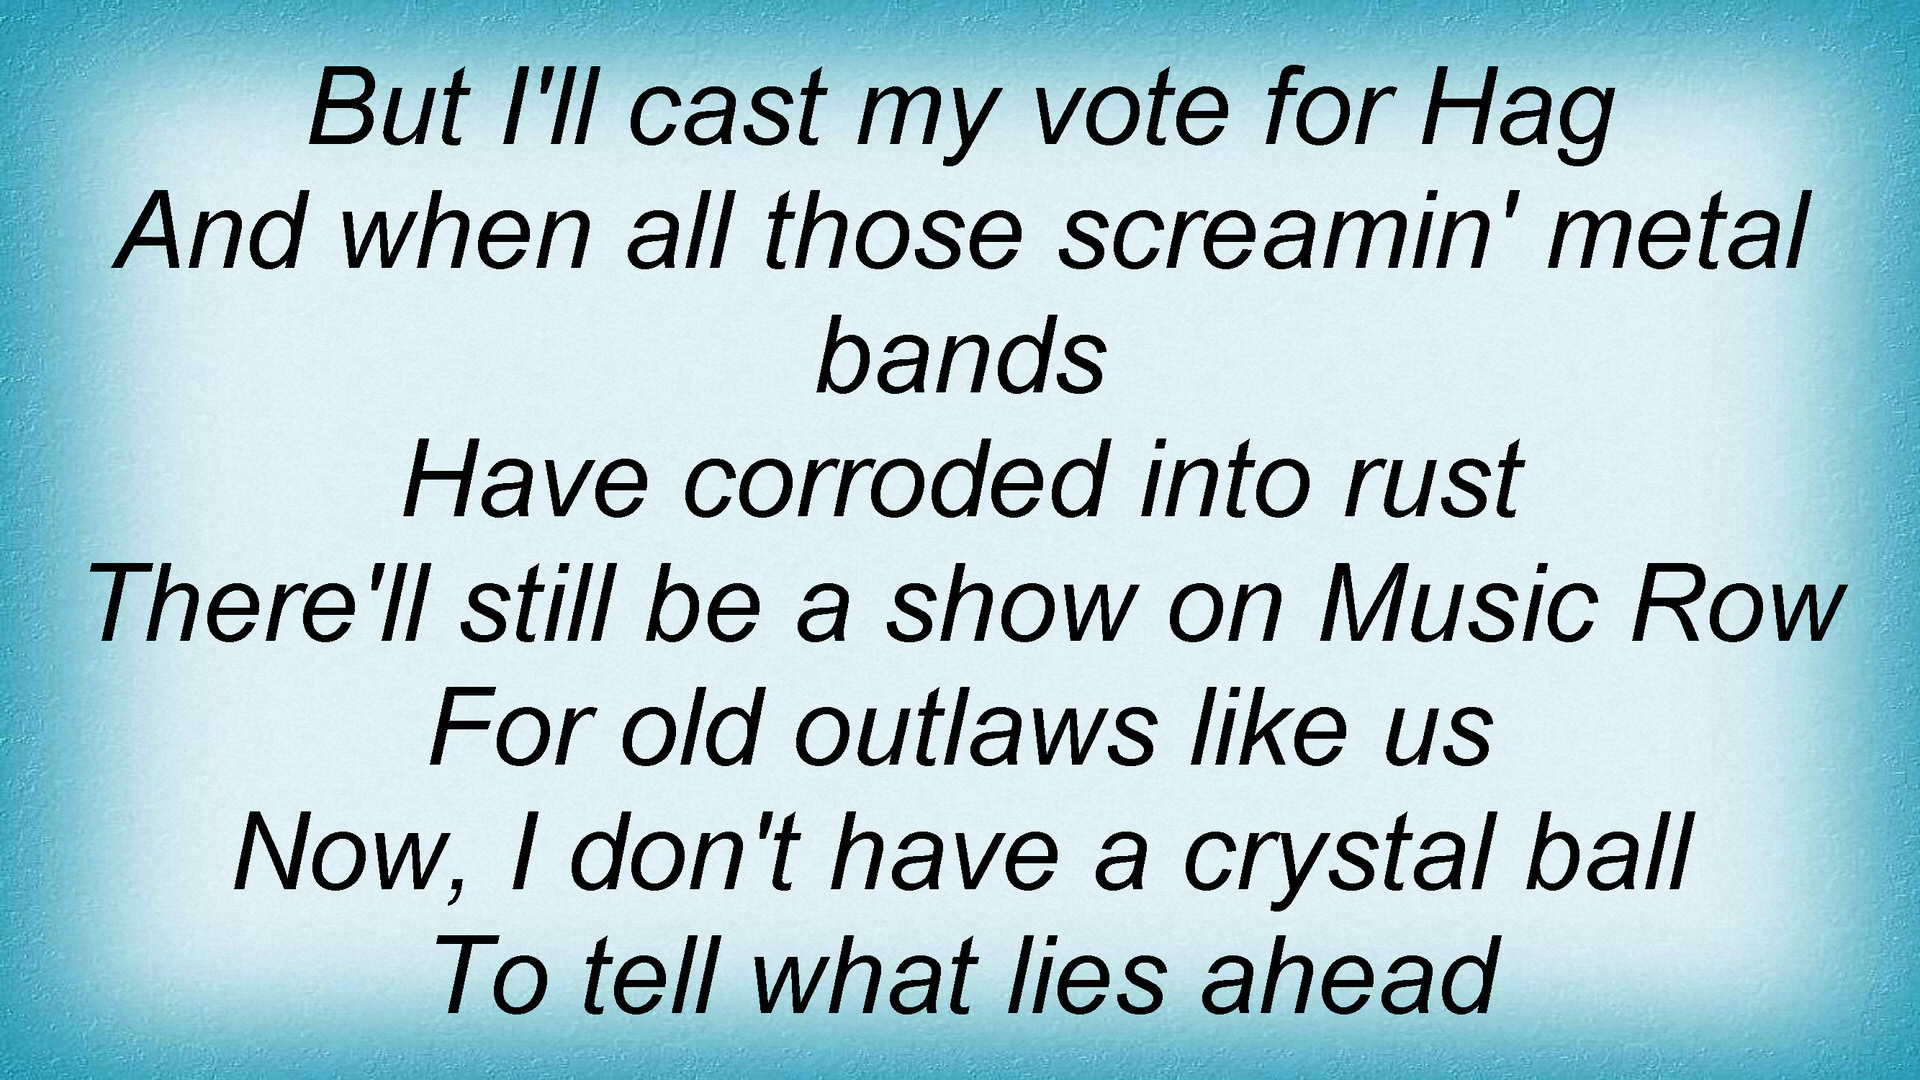 But I'll cast my vote for Hag
And when all those screamin' metal
bands
Have corroded into rust
There'll still be a show on Music Row
For old outlaws like us
Now, I don't have a crystal ball
To tell what lies ahead